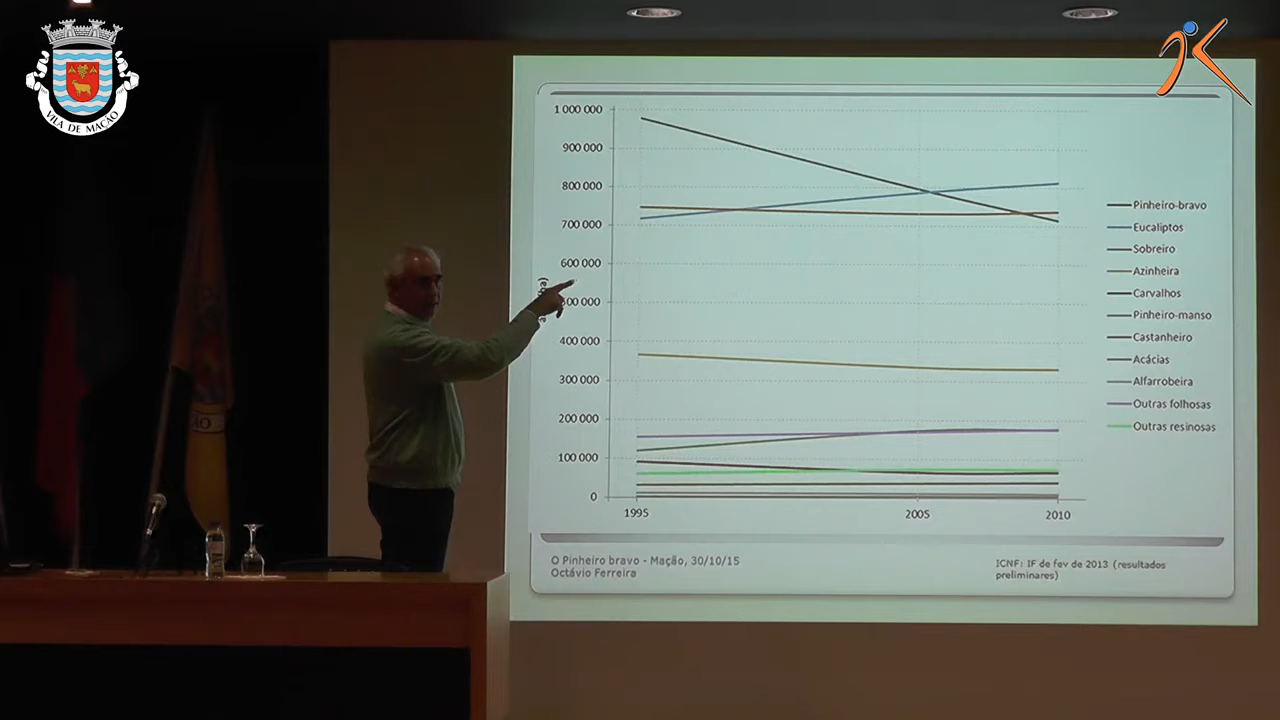 VILA DE MAÇÃO
1 000 000
900 000
800 000
700 000
600 000
500 000
400 000
300 000
200 000
100 000
0
1995
2005
2010
Pinheiro-bravo
Eucaliptos
Sobreiro
Azinheira
Carvalhos
Pinheiro-manso
Castanheiro
Acácias
Alfarrobeira
Outras folhosas
Outras resinosas
O Pinheiro bravo - Mação, 30/10/15
Octávio Ferreira
ICNF: IF de fev de 2013 (resultados
preliminares)